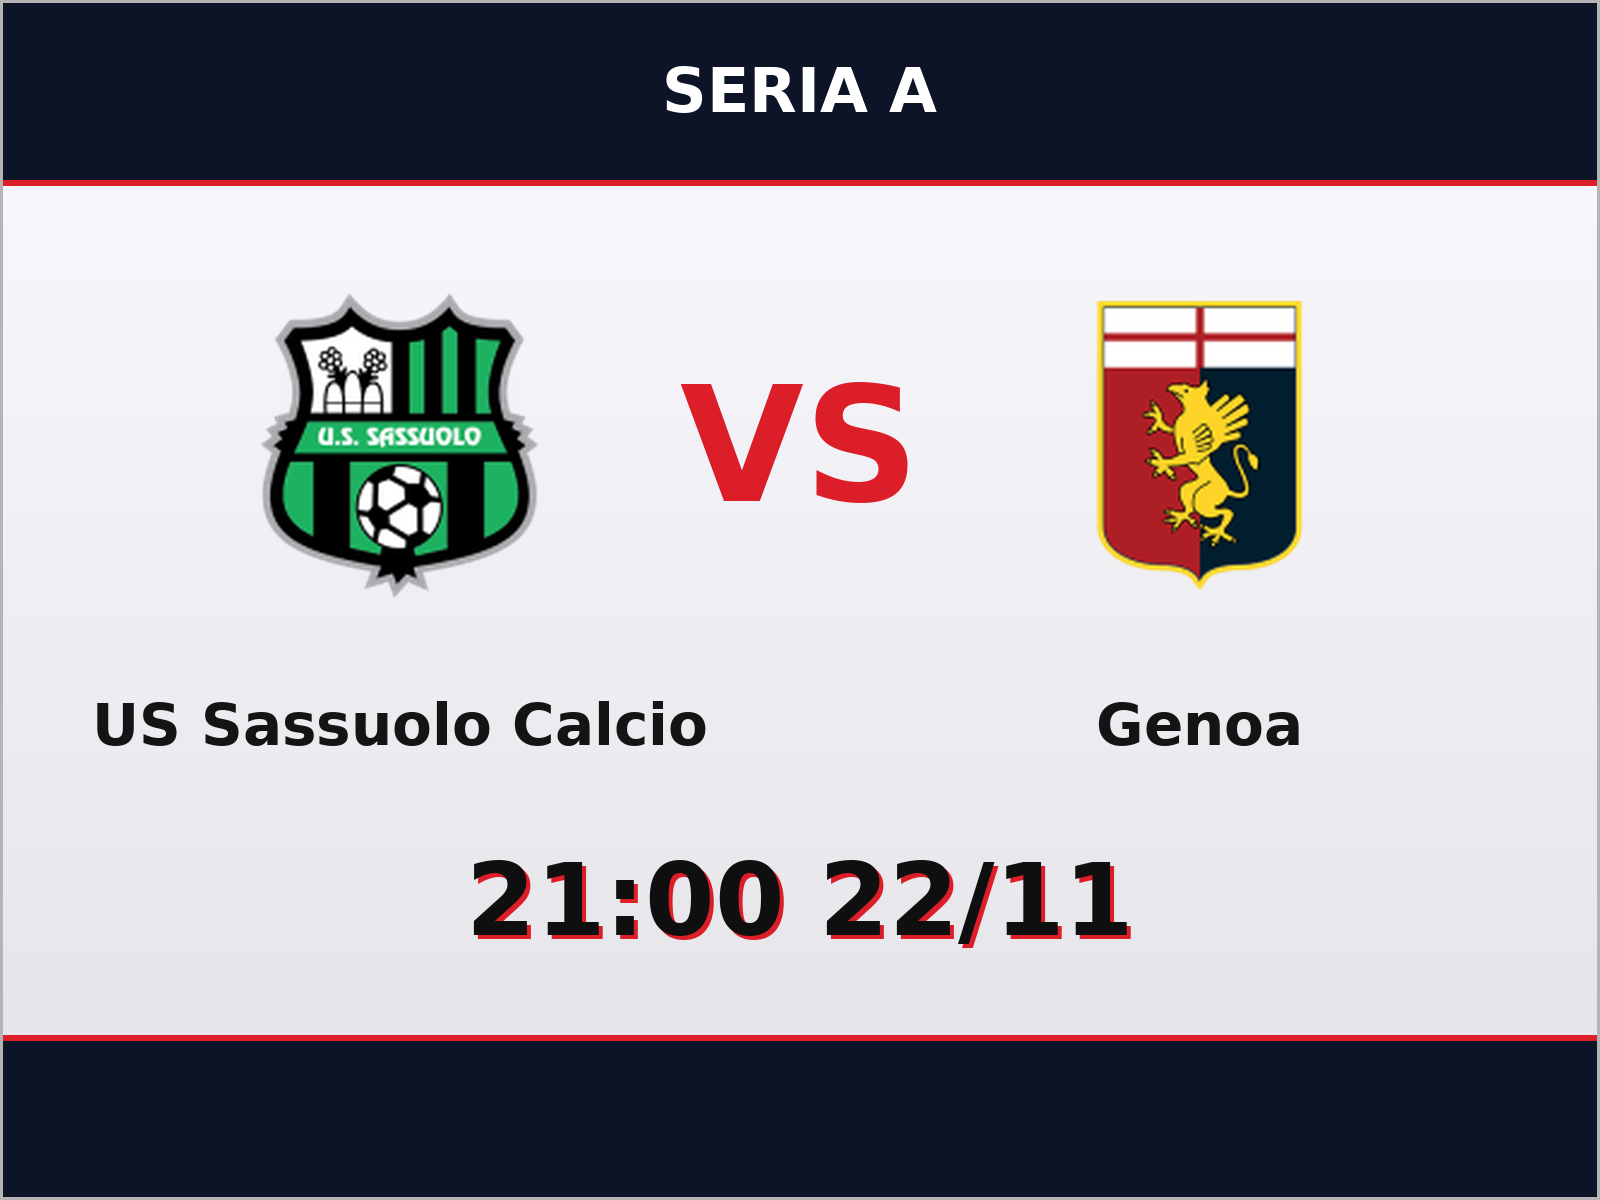 SERIA A
U.S. SASSUOLO
VS
US Sassuolo Calcio
Genoa
21:00 22/11